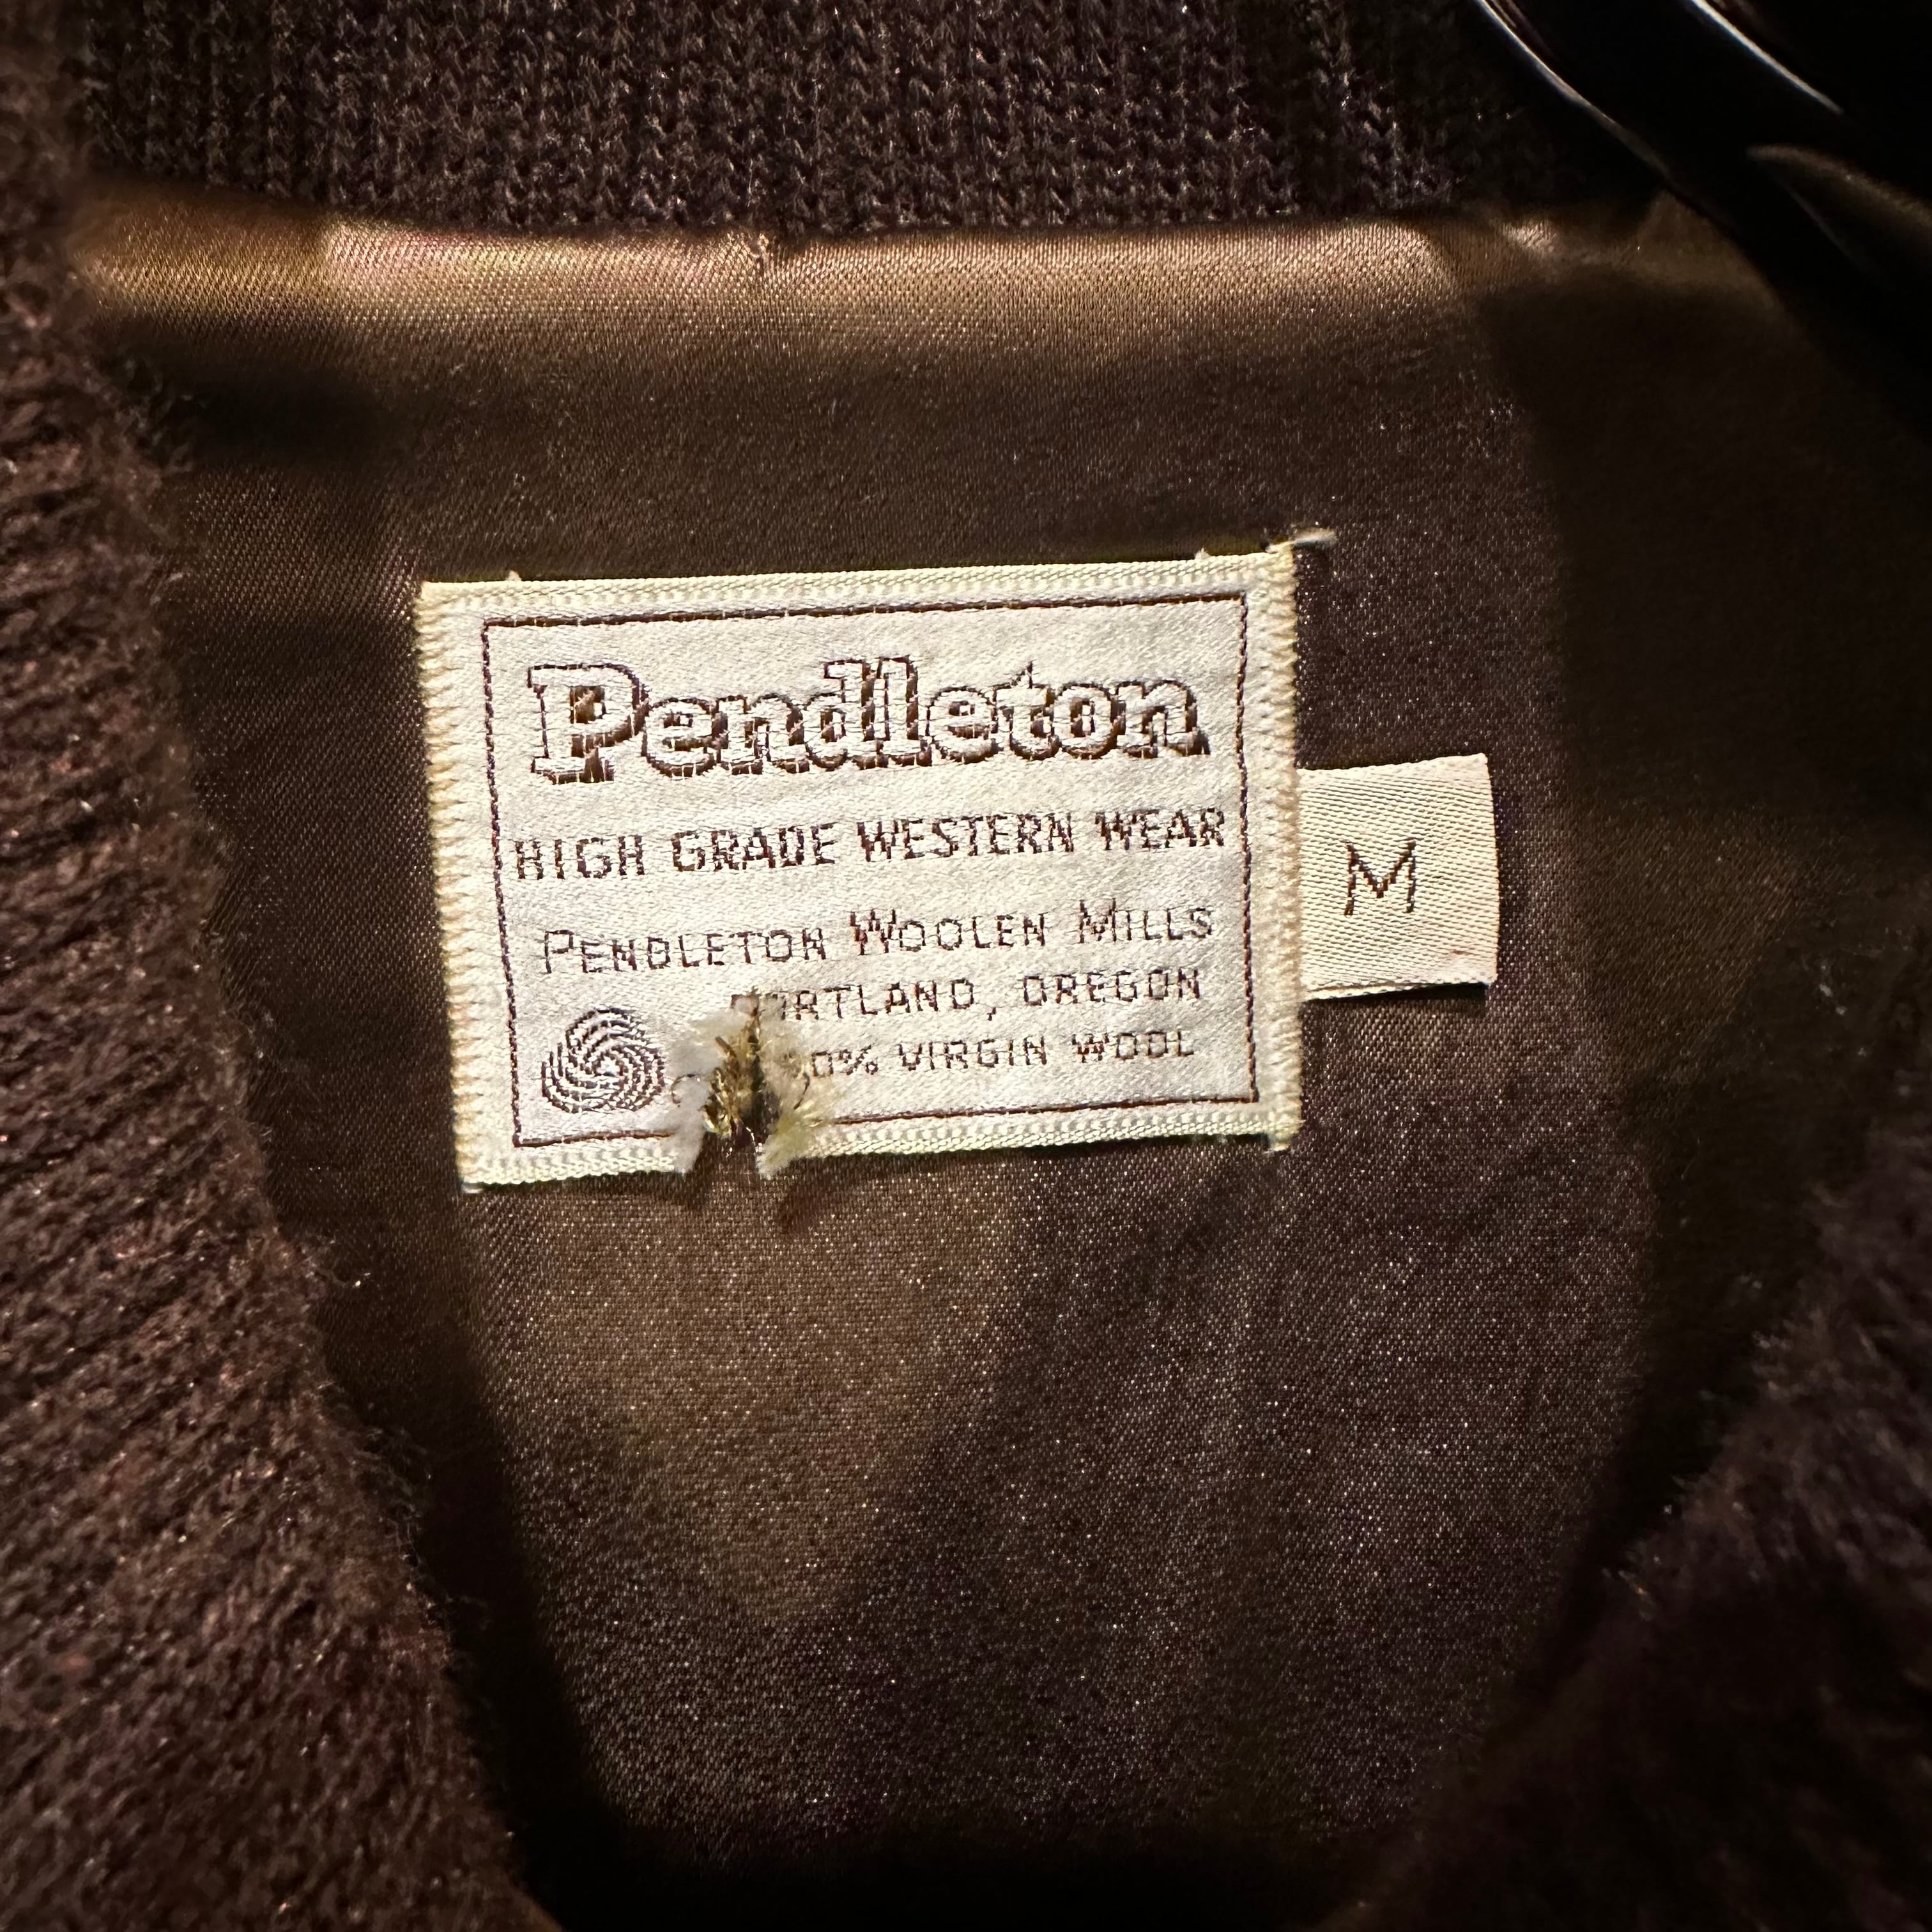 Pendleton
HIGH GRADE WESTERN WEAR
PENDLETON WOOLEN MILLS
PORTLAND, OREGON
0% VIRGIN WOOL
M